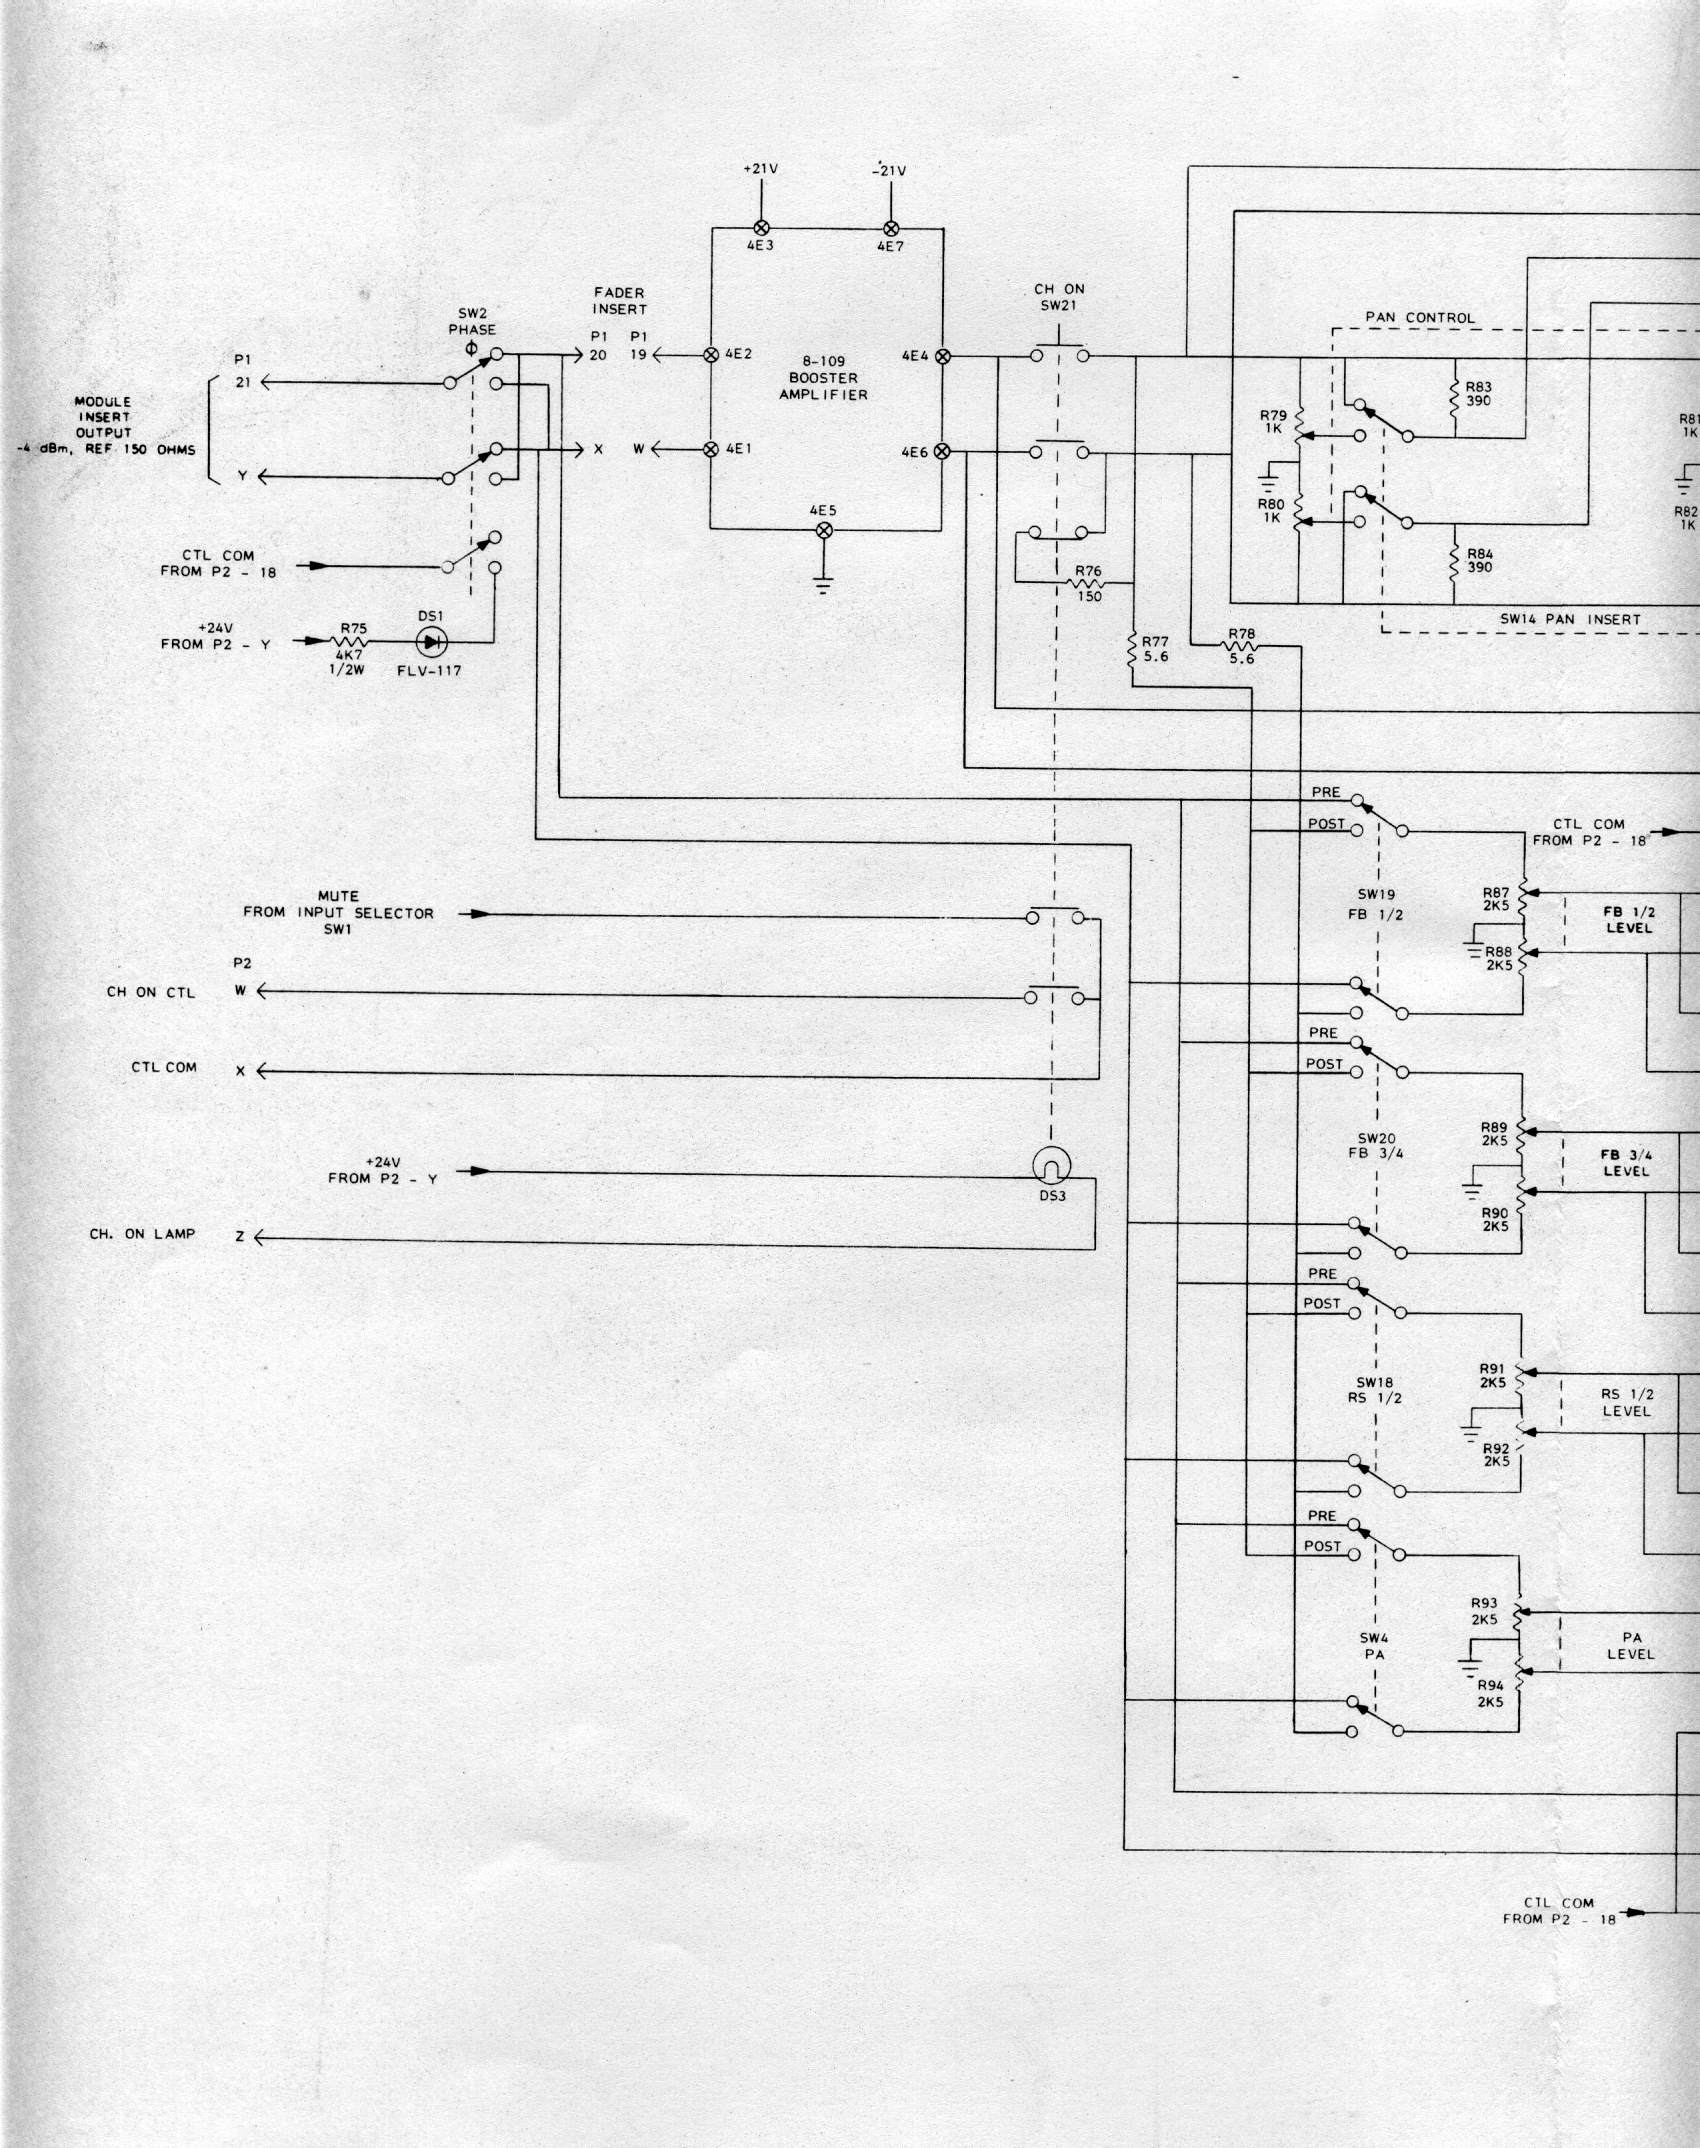 +21V
-21V
4E3
4E7
FADER
INSERT
CH ON
SW21
SW2
PHASE
Φ
PAN CONTROL
P1
P1
P1
20
19
4E2
8-109
BOOSTER
AMPLIFIER
4E4
21
MODULE
INSERT
OUTPUT
-4 dBm, REF 150 OHMS
R83
390
R79
1K
R81
1K
X
W
4E1
4E6
Y
4E5
R80
1K
R82
1K
CTL COM
FROM P2 - 18
R84
390
R76
150
DS1
+24V
FROM P2 - Y
R75
4K7
1/2W
FLV-117
R77
5.6
R78
5.6
SW14 PAN INSERT
PRE
POST
CTL COM
FROM P2 - 18
MUTE
FROM INPUT SELECTOR
SW1
SW19
FB 1/2
R87
2K5
FB 1/2
LEVEL
R88
2K5
P2
CH ON CTL
W
PRE
POST
CTL COM
X
SW20
FB 3/4
R89
2K5
FB 3/4
LEVEL
+24V
FROM P2 - Y
DS3
R90
2K5
CH. ON LAMP
Z
PRE
POST
SW18
RS 1/2
R91
2K5
RS 1/2
LEVEL
R92
2K5
PRE
POST
R93
2K5
SW4
PA
PA
LEVEL
R94
2K5
CTL COM
FROM P2 - 18